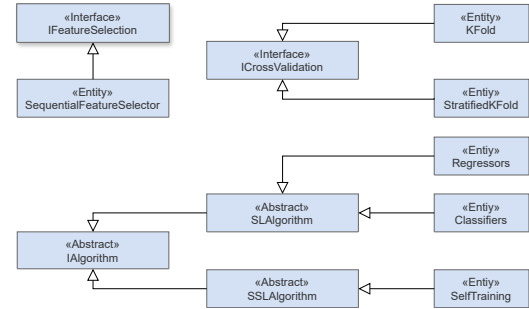 «Interface»
IFeatureSelection
«Entity»
SequentialFeatureSelector
«Interface»
ICrossValidation
«Entity»
KFold
«Entiy»
StratifiedKFold
«Entiy»
Regressors
«Abstract»
SLAlgorithm
«Entiy»
Classifiers
«Abstract»
IAlgorithm
«Abstract»
SSLAlgorithm
«Entiy»
SelfTraining